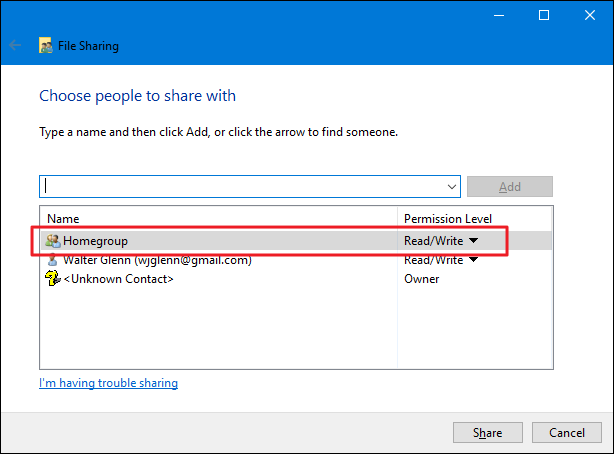 File Sharing
Choose people to share with
Type a name and then click Add, or click the arrow to find someone.
Add
Name Permission Level
Homegroup Read/Write
Walter Glenn (wjglenn@gmail.com) Read/Write
<Unknown Contact> Owner
I'm having trouble sharing
Share Cancel